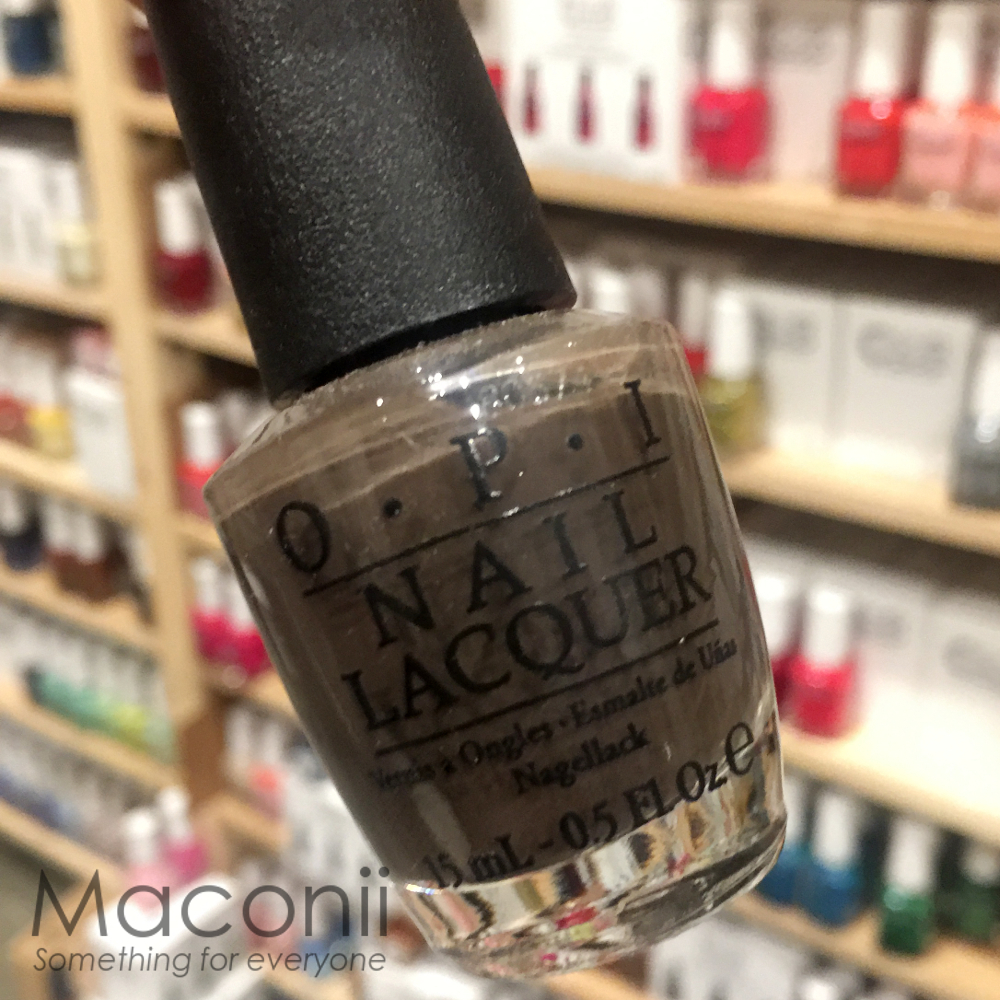 O · P · I
NAIL
LACQUER
Vernis à Ongles · Esmalte de Uñas
Nagellack
15 mL - 0.5 Fl. Oz. ℮
Maconii
Something for everyone